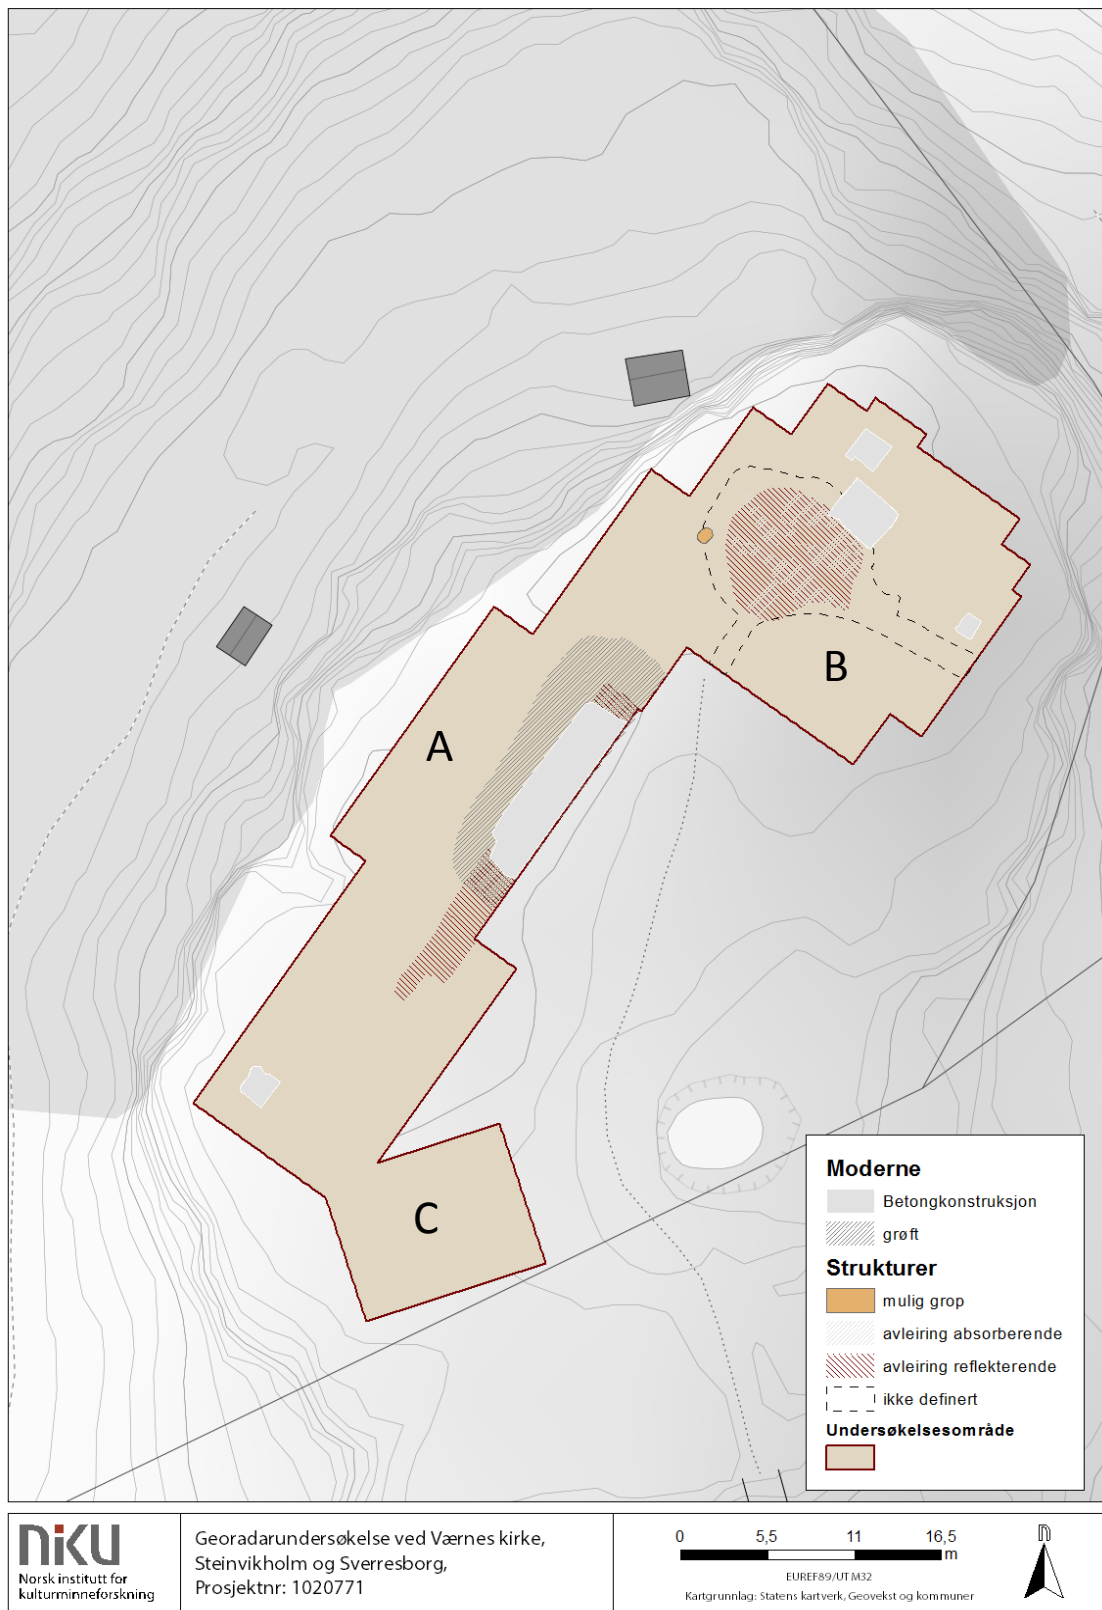 A
B
C
Moderne
Betongkonstruksjon
grøft
Strukturer
mulig grop
avleiring absorberende
avleiring reflekterende
ikke definert
Undersøkelsesområde
NIKU
Norsk institutt for
kulturminneforskning
Georadarundersøkelse ved Værnes kirke,
Steinvikholm og Sverresborg,
Prosjektnr: 1020771
0 5,5 11 16,5
m
EUREF89/UTM32
Kartgrunnlag: Statens kartverk, Geovekst og kommuner
n